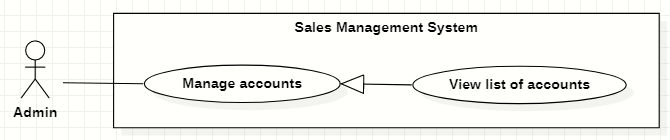 Sales Management System
Manage accounts
View list of accounts
Admin